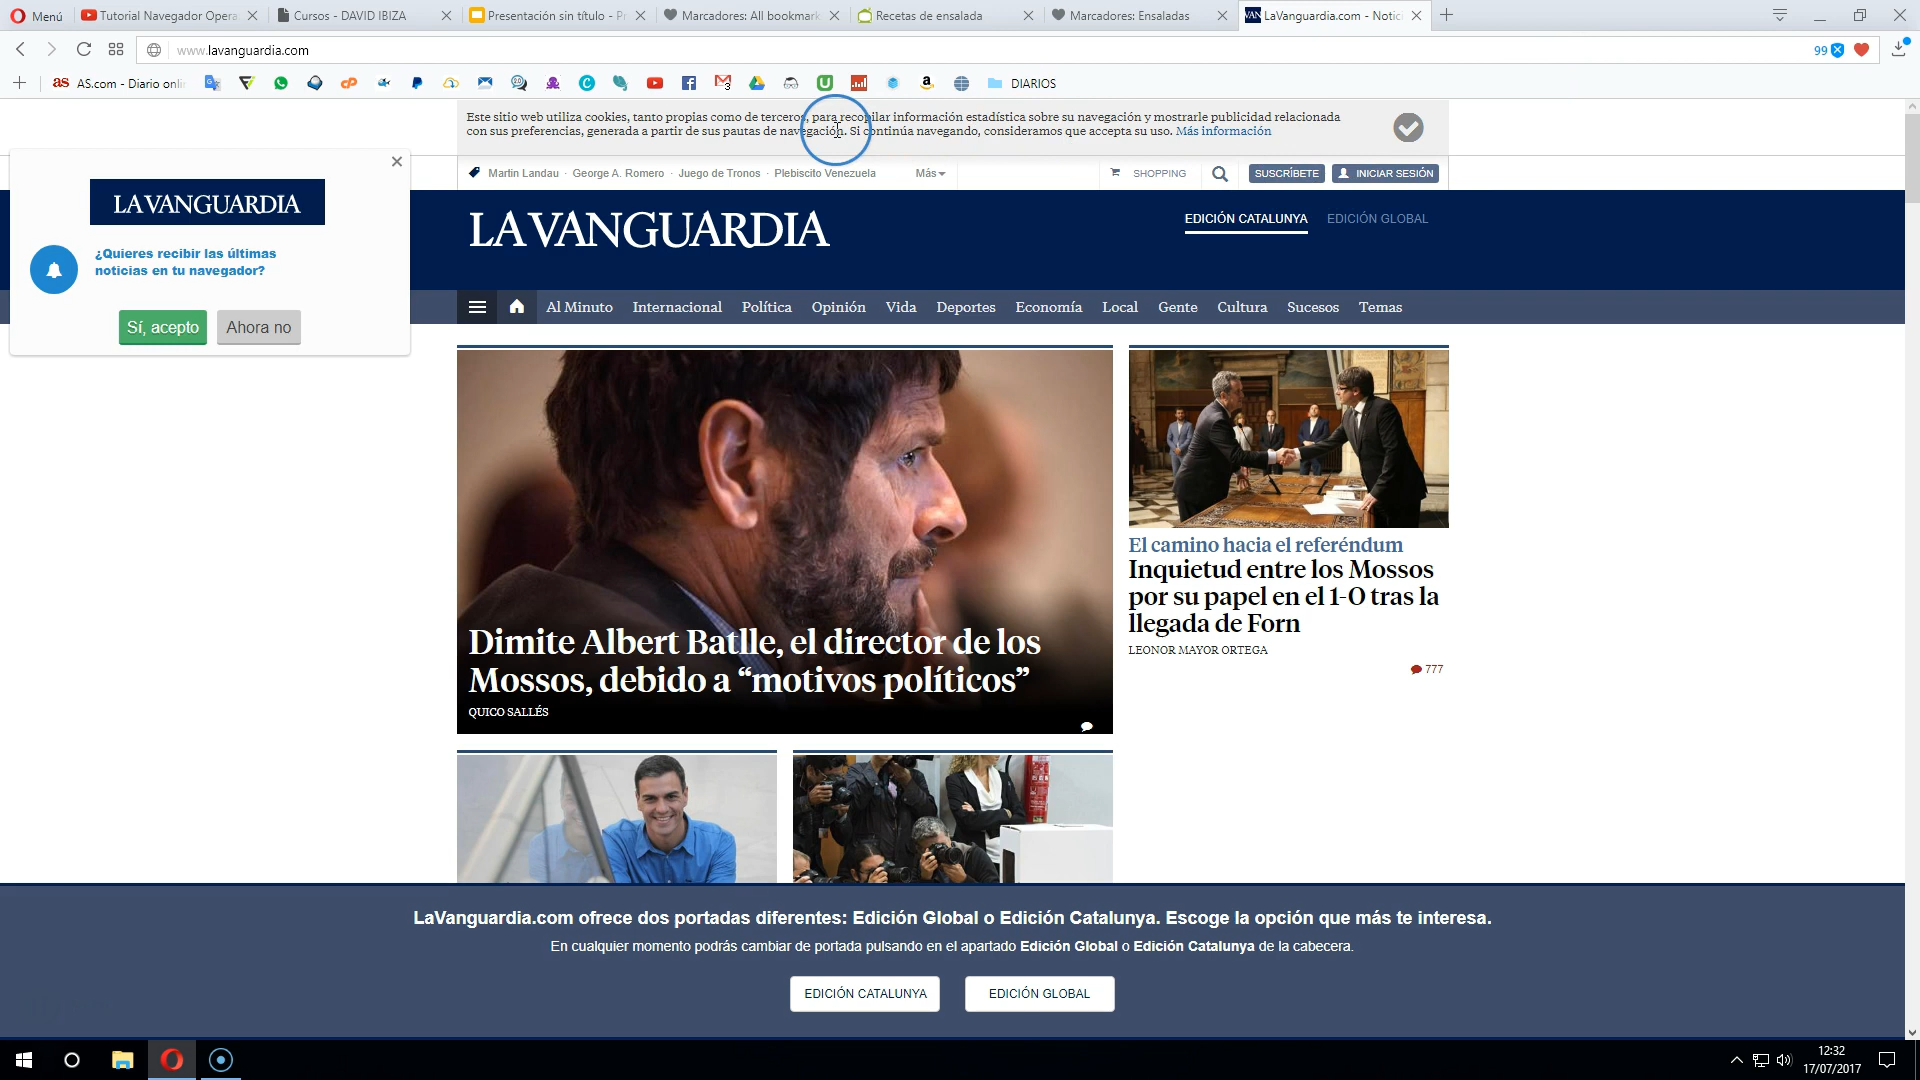 Menú
Tutorial Navegador Opera
Cursos - DAVID IBIZA
Presentación sin título - Pr
Marcadores: All bookmark
Recetas de ensalada
Marcadores: Ensaladas
VAN LaVanguardia.com - Notici
www.lavanguardia.com
99
as AS.com - Diario onli
DIARIOS
Este sitio web utiliza cookies, tanto propias como de terceros, para recopilar información estadística sobre su navegación y mostrarle publicidad relacionada
con sus preferencias, generada a partir de sus pautas de navegación. Si continúa navegando, consideramos que acepta su uso. Más información
Martin Landau · George A. Romero · Juego de Tronos · Plebiscito Venezuela
Más
SHOPPING
SUSCRÍBETE
INICIAR SESIÓN
LA VANGUARDIA
¿Quieres recibir las últimas
noticias en tu navegador?
Sí, acepto
Ahora no
LA VANGUARDIA
EDICIÓN CATALUNYA
EDICIÓN GLOBAL
Al Minuto
Internacional
Política
Opinión
Vida
Deportes
Economía
Local
Gente
Cultura
Sucesos
Temas
Dimite Albert Batlle, el director de los
Mossos, debido a “motivos políticos”
QUICO SALLÉS
El camino hacia el referéndum
Inquietud entre los Mossos
por su papel en el 1-O tras la
llegada de Forn
LEONOR MAYOR ORTEGA
777
LaVanguardia.com ofrece dos portadas diferentes: Edición Global o Edición Catalunya. Escoge la opción que más te interesa.
En cualquier momento podrás cambiar de portada pulsando en el apartado Edición Global o Edición Catalunya de la cabecera.
EDICIÓN CATALUNYA
EDICIÓN GLOBAL
12:32
17/07/2017